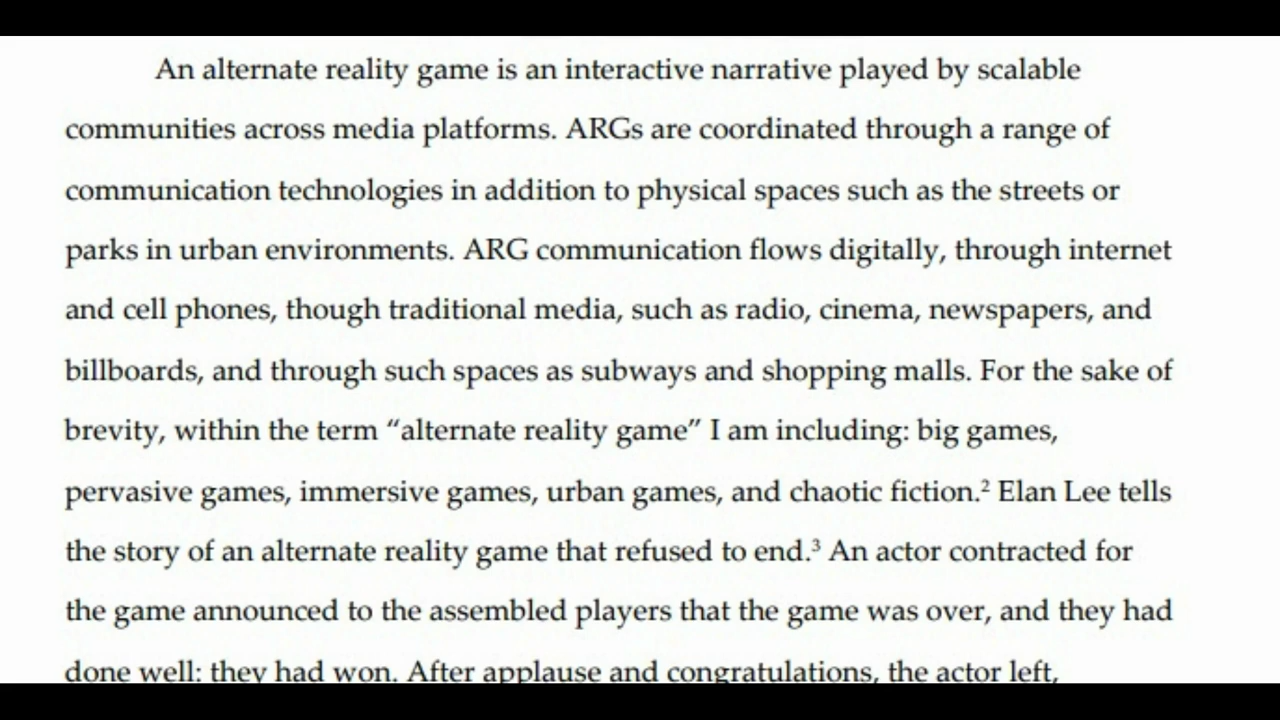 An alternate reality game is an interactive narrative played by scalable
communities across media platforms. ARGs are coordinated through a range of
communication technologies in addition to physical spaces such as the streets or
parks in urban environments. ARG communication flows digitally, through internet
and cell phones, though traditional media, such as radio, cinema, newspapers, and
billboards, and through such spaces as subways and shopping malls. For the sake of
brevity, within the term “alternate reality game” I am including: big games,
pervasive games, immersive games, urban games, and chaotic fiction.² Elan Lee tells
the story of an alternate reality game that refused to end.³ An actor contracted for
the game announced to the assembled players that the game was over, and they had
done well: they had won. After applause and congratulations, the actor left,